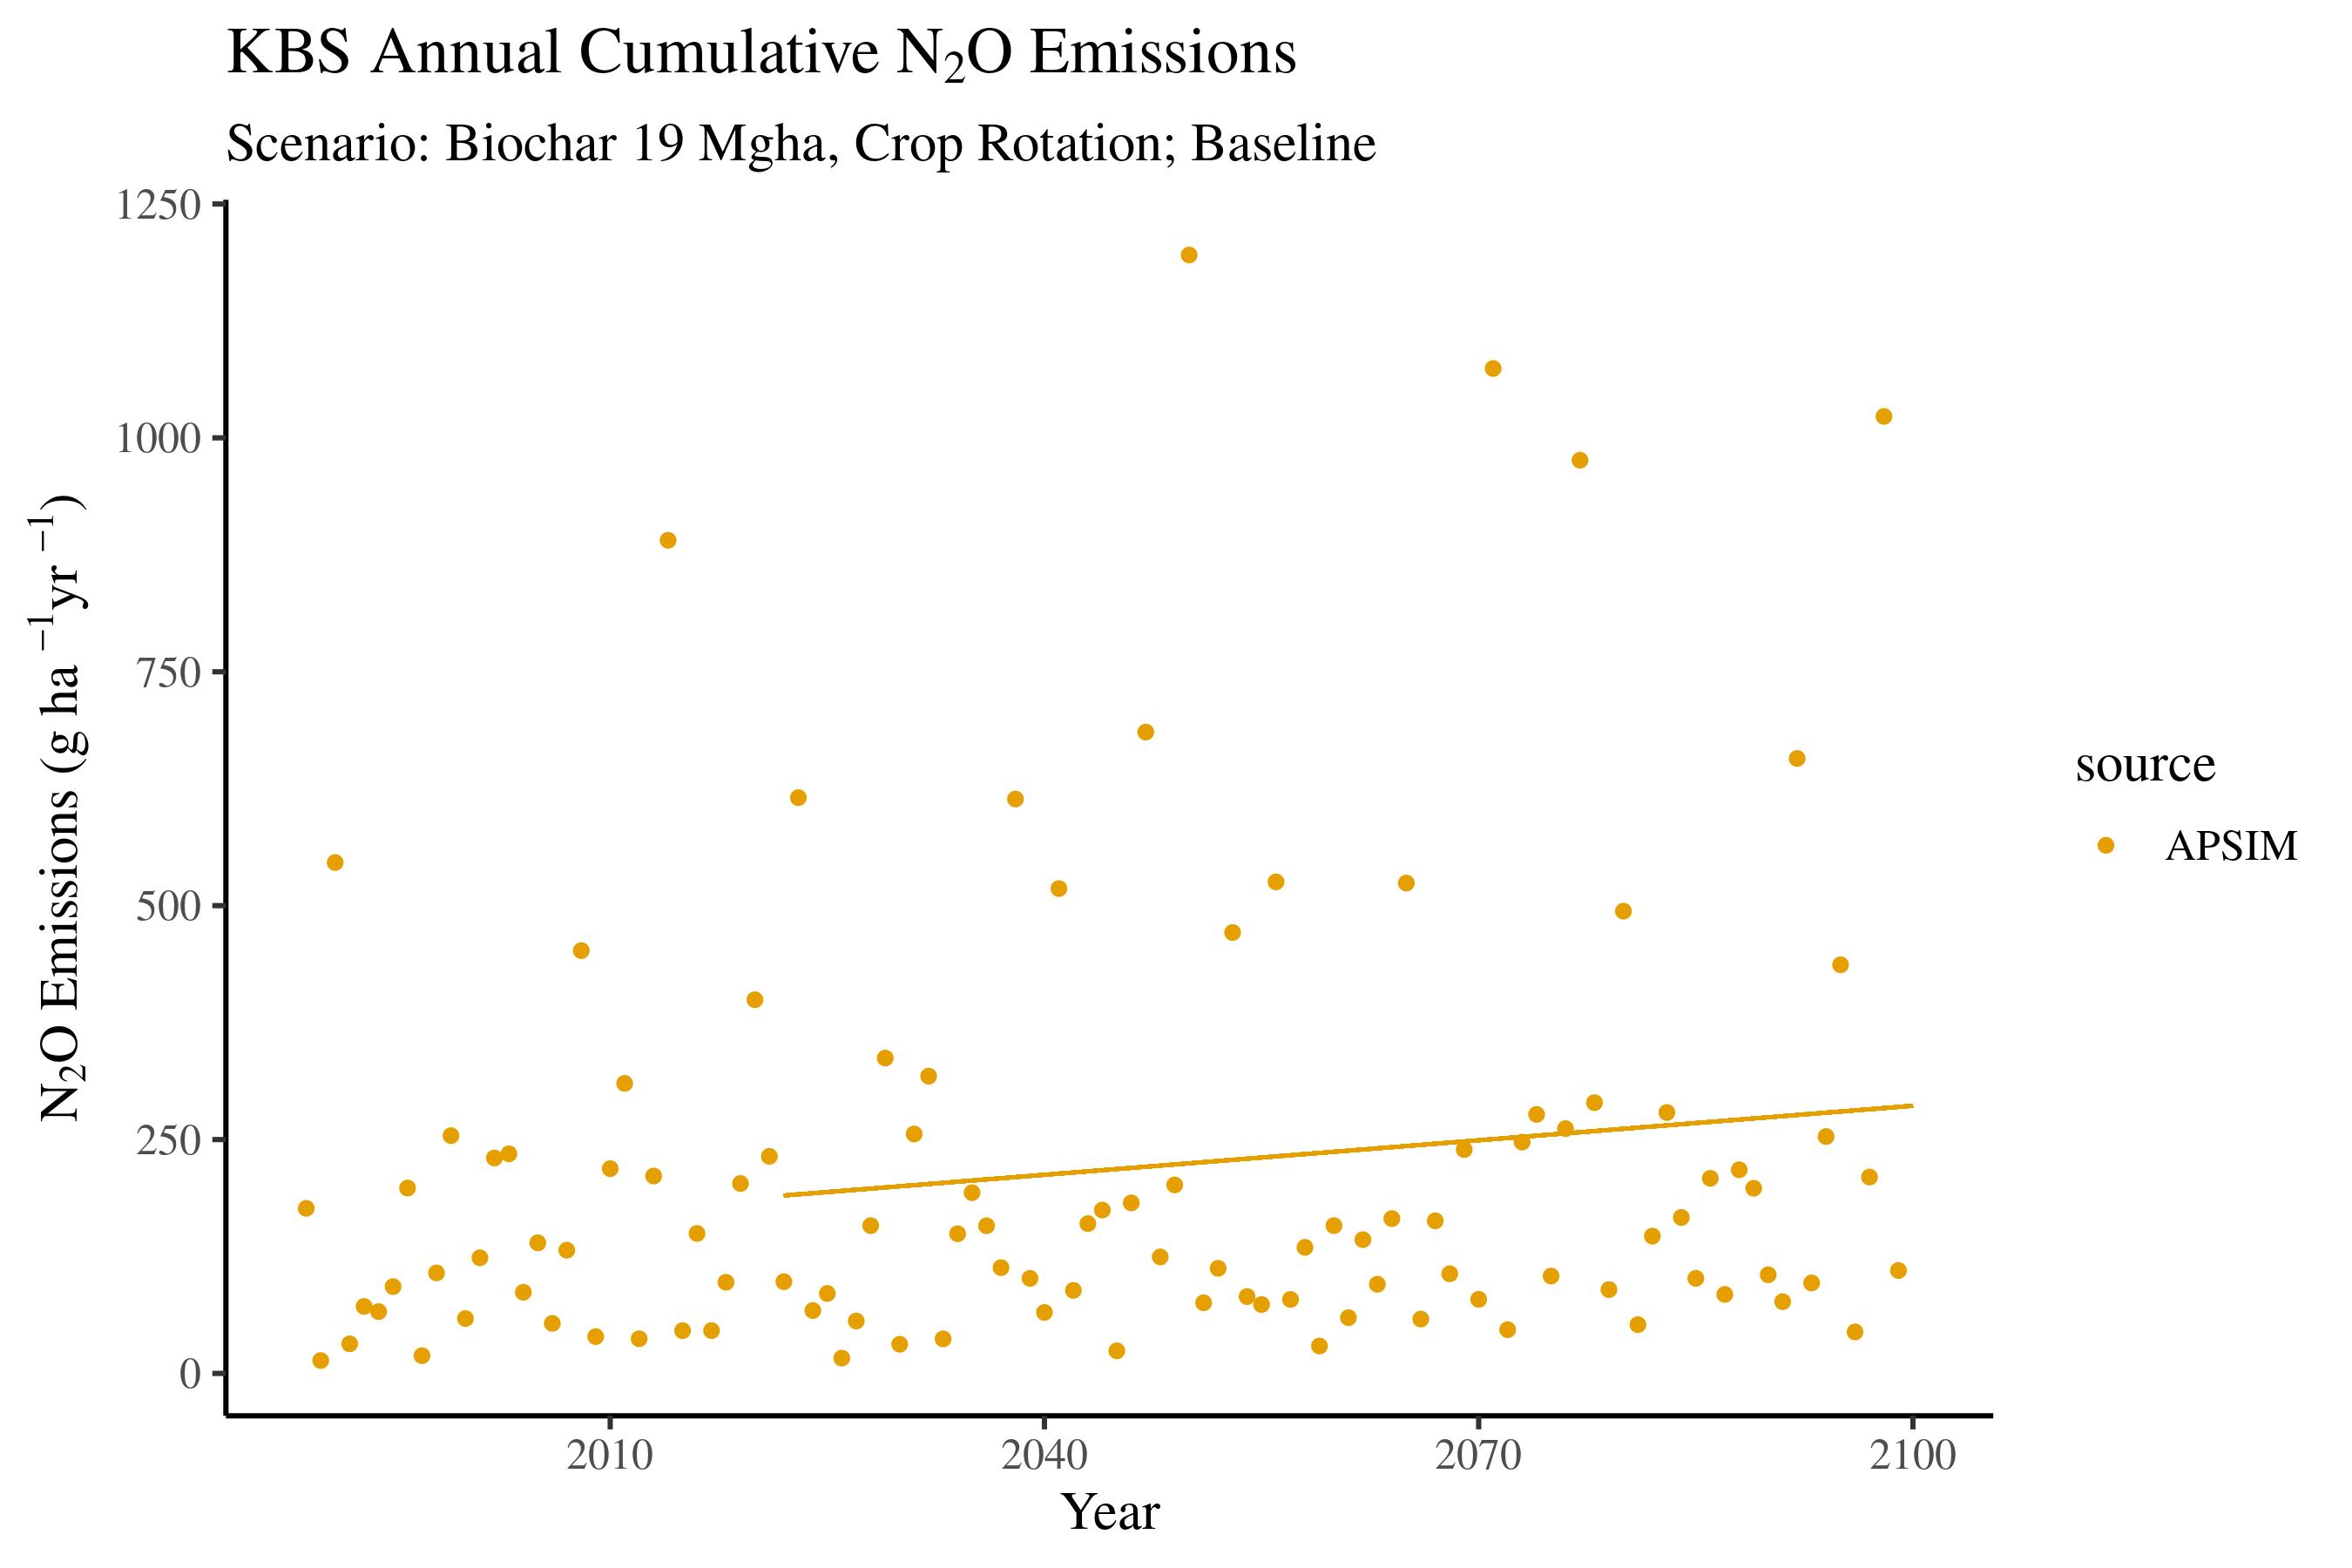 KBS Annual Cumulative N₂O Emissions
Scenario: Biochar 19 Mgha, Crop Rotation; Baseline
1250
1000
750
500
250
0
N₂O Emissions (g ha⁻¹yr⁻¹)
2010 2040 2070 2100
Year
source
APSIM